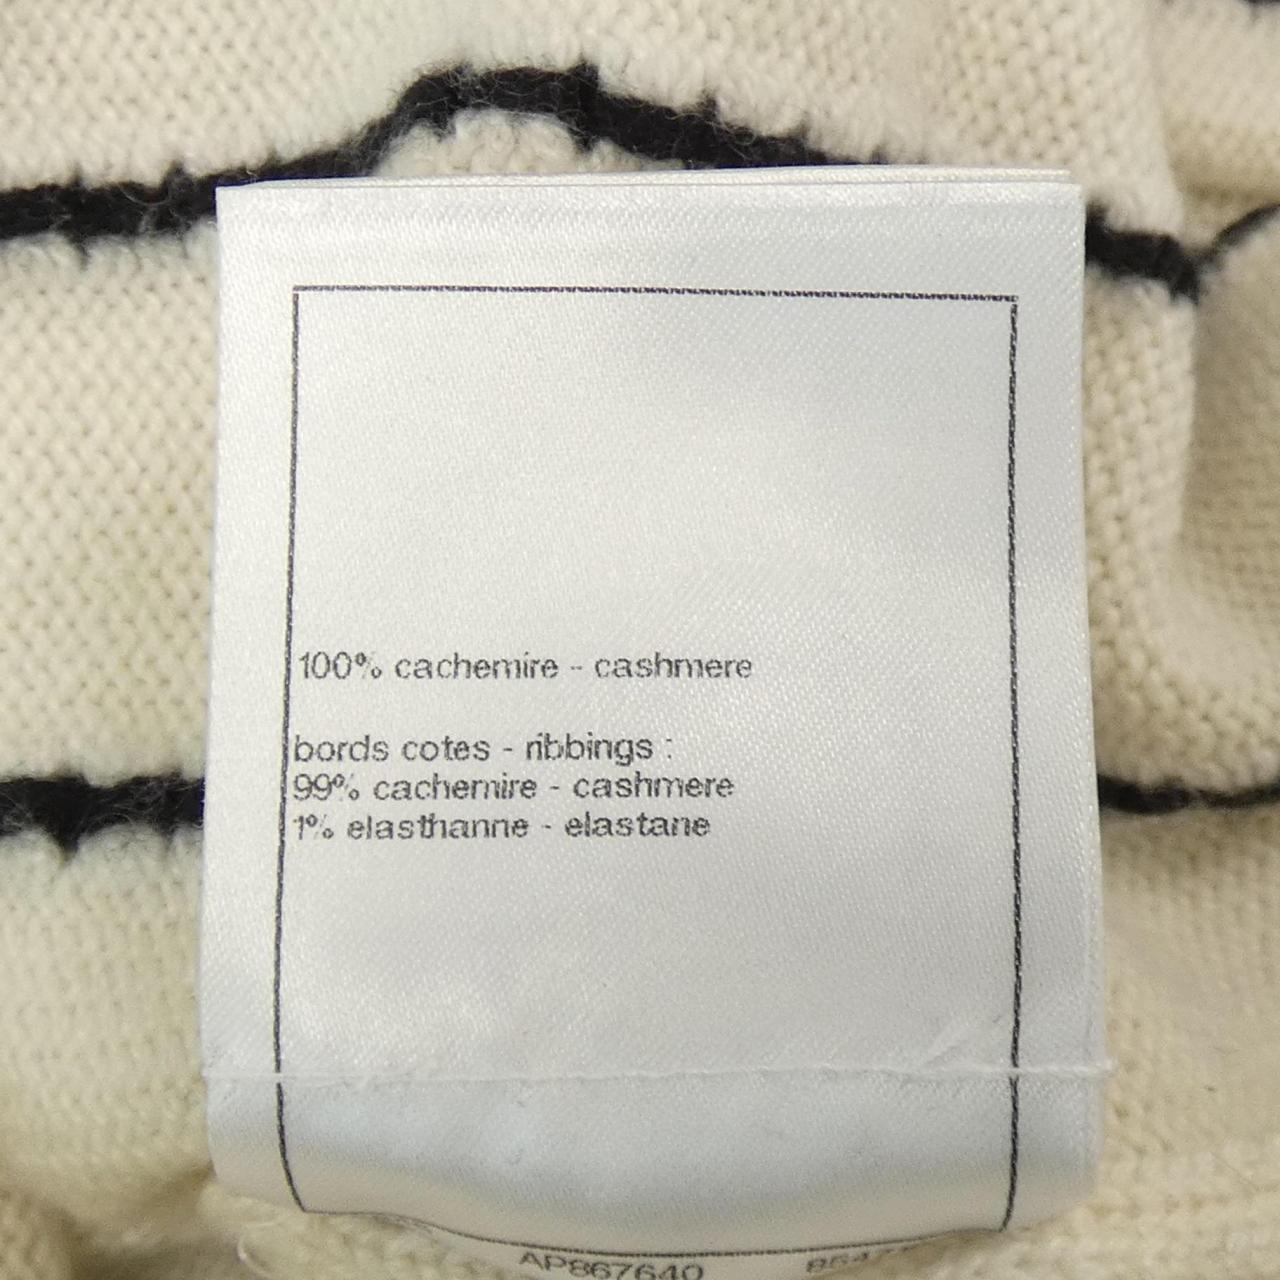 100% cachemire - cashmere
bords cotes - ribbings :
99% cachemire - cashmere
1% elasthanne - elastane
AP867640